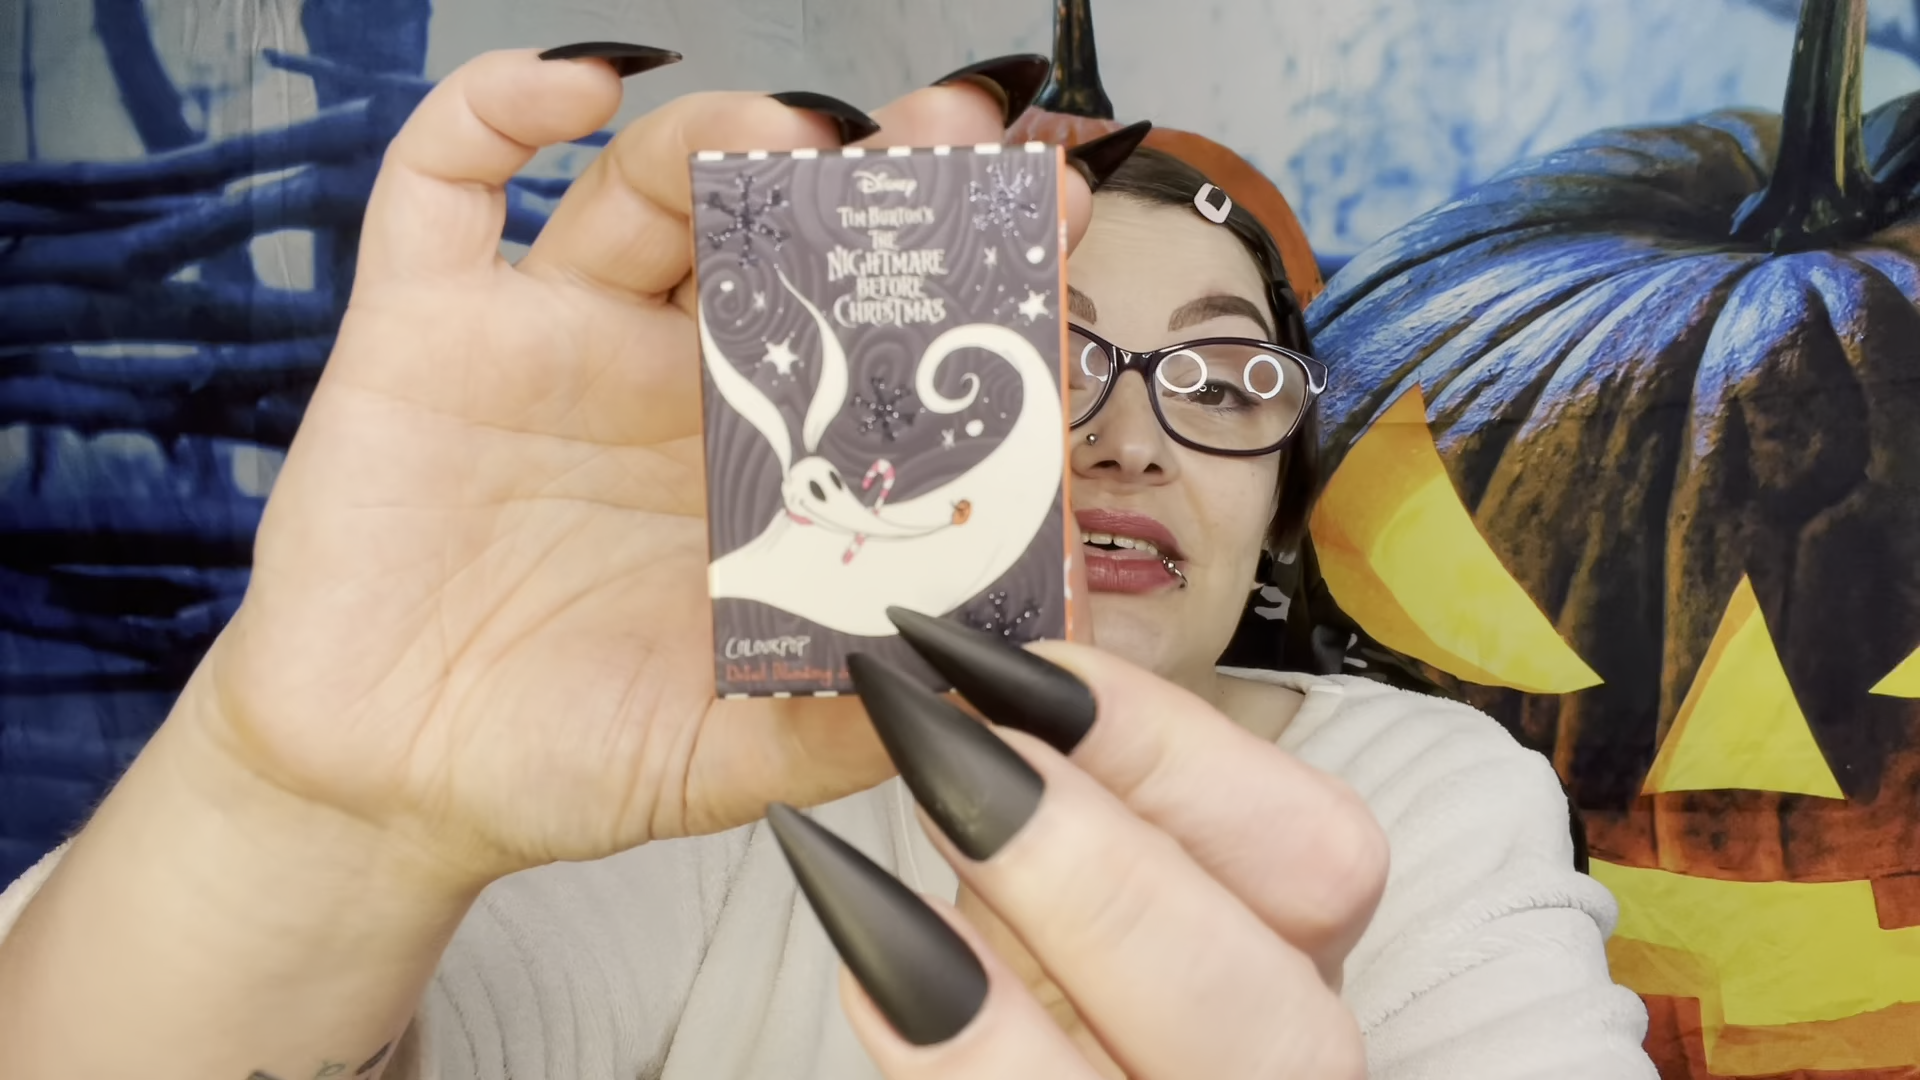 Disney
TIM BURTON'S
THE
NIGHTMARE
BEFORE
CHRISTMAS
COLOURPOP